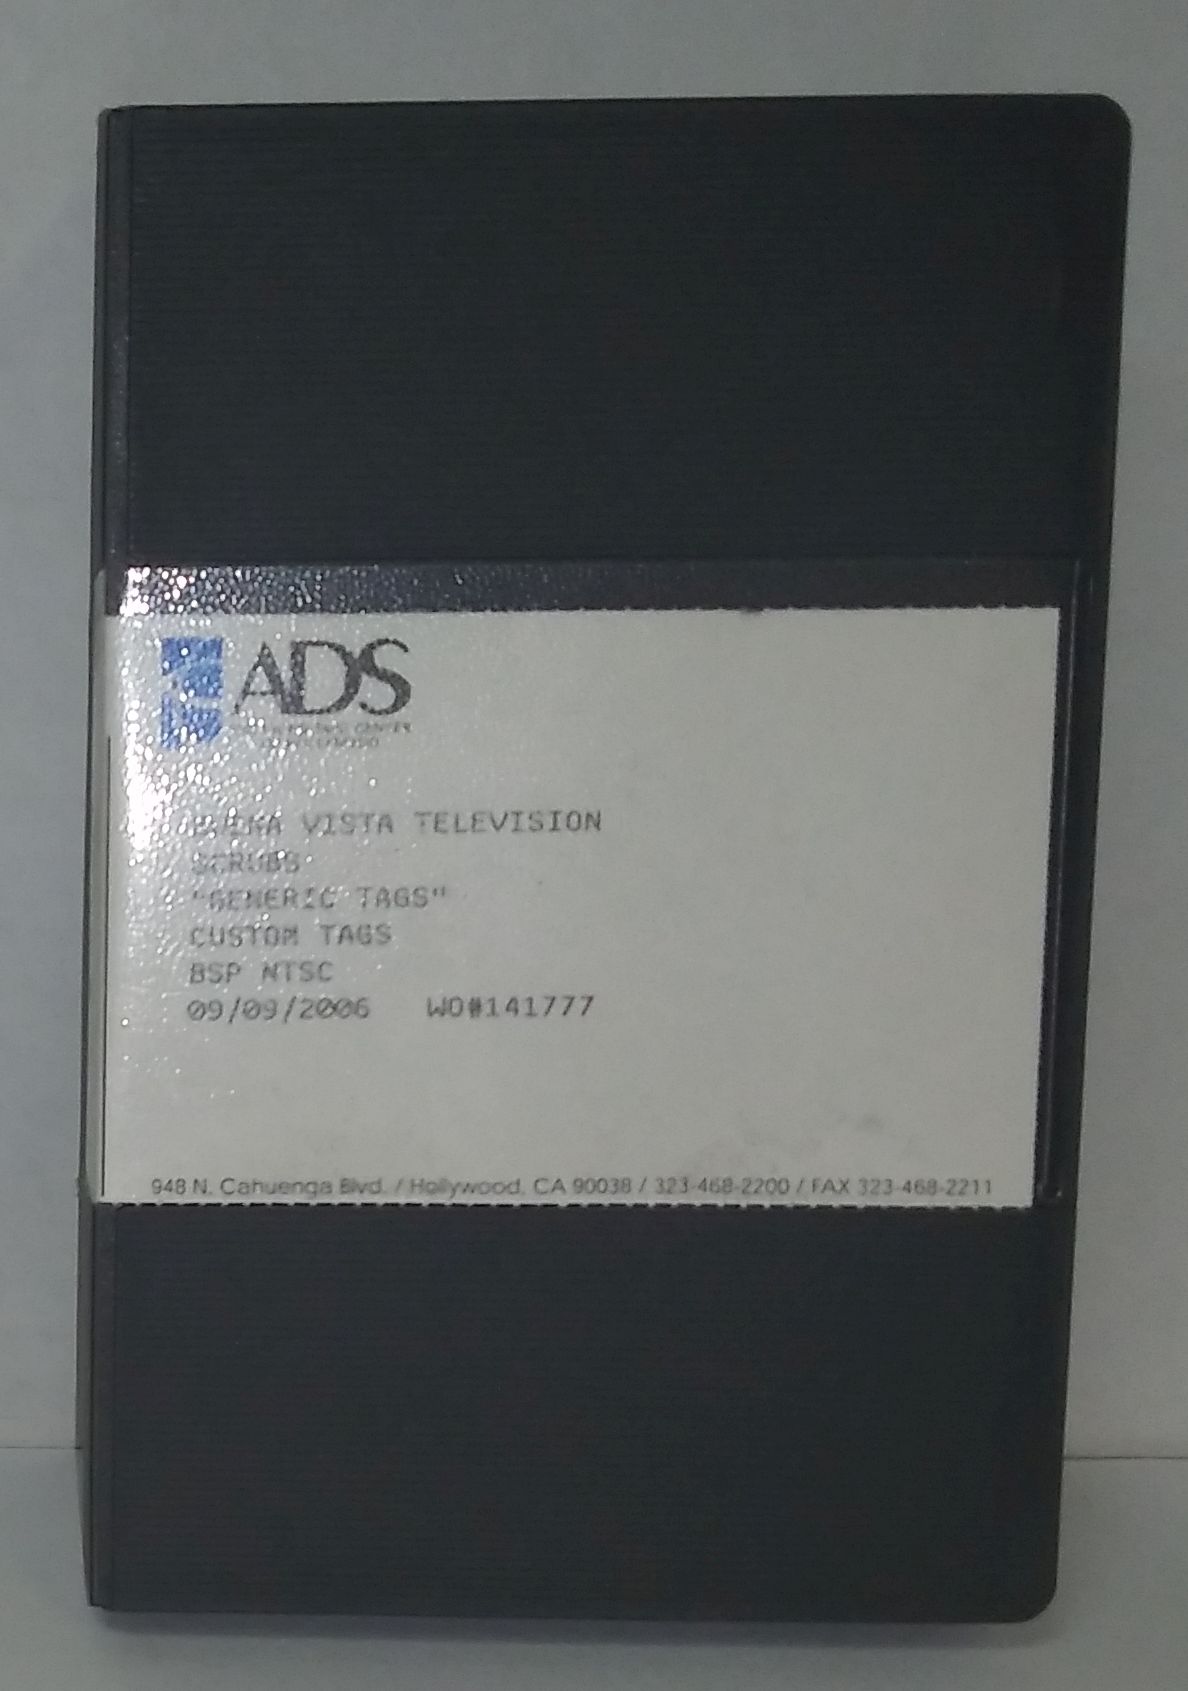 ADS
BUENA VISTA TELEVISION
SCRUBS
"GENERIC TAGS"
CUSTOM TAGS
BSP NTSC
09/09/2006 WO#141777
948 N. Cahuenga Blvd. / Hollywood, CA 90038 / 323-468-2200 / FAX 323-468-2211